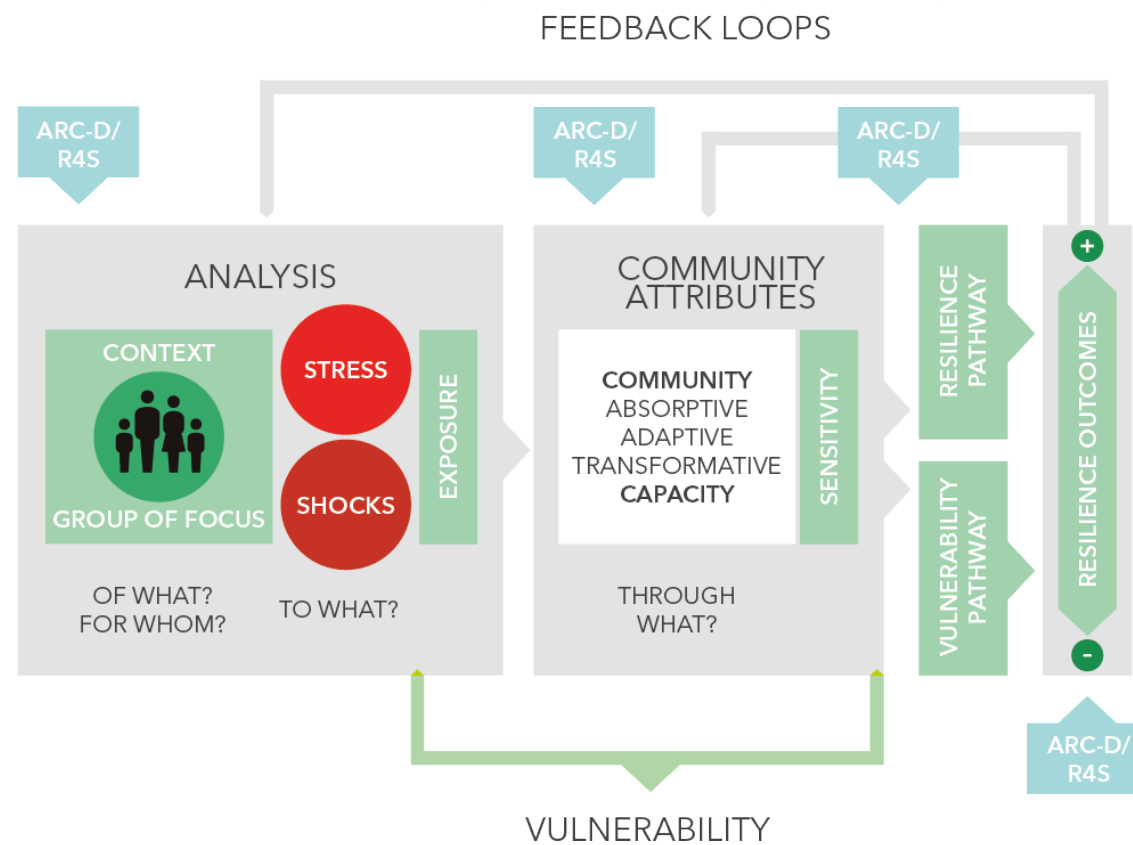 FEEDBACK LOOPS
ARC-D/
R4S
ARC-D/
R4S
ARC-D/
R4S
ANALYSIS
CONTEXT
GROUP OF FOCUS
STRESS
SHOCKS
EXPOSURE
OF WHAT?
FOR WHOM?
TO WHAT?
COMMUNITY
ATTRIBUTES
COMMUNITY
ABSORPTIVE
ADAPTIVE
TRANSFORMATIVE
CAPACITY
SENSITIVITY
THROUGH
WHAT?
RESILIENCE
PATHWAY
VULNERABILITY
PATHWAY
+
RESILIENCE OUTCOMES
-
ARC-D/
R4S
VULNERABILITY